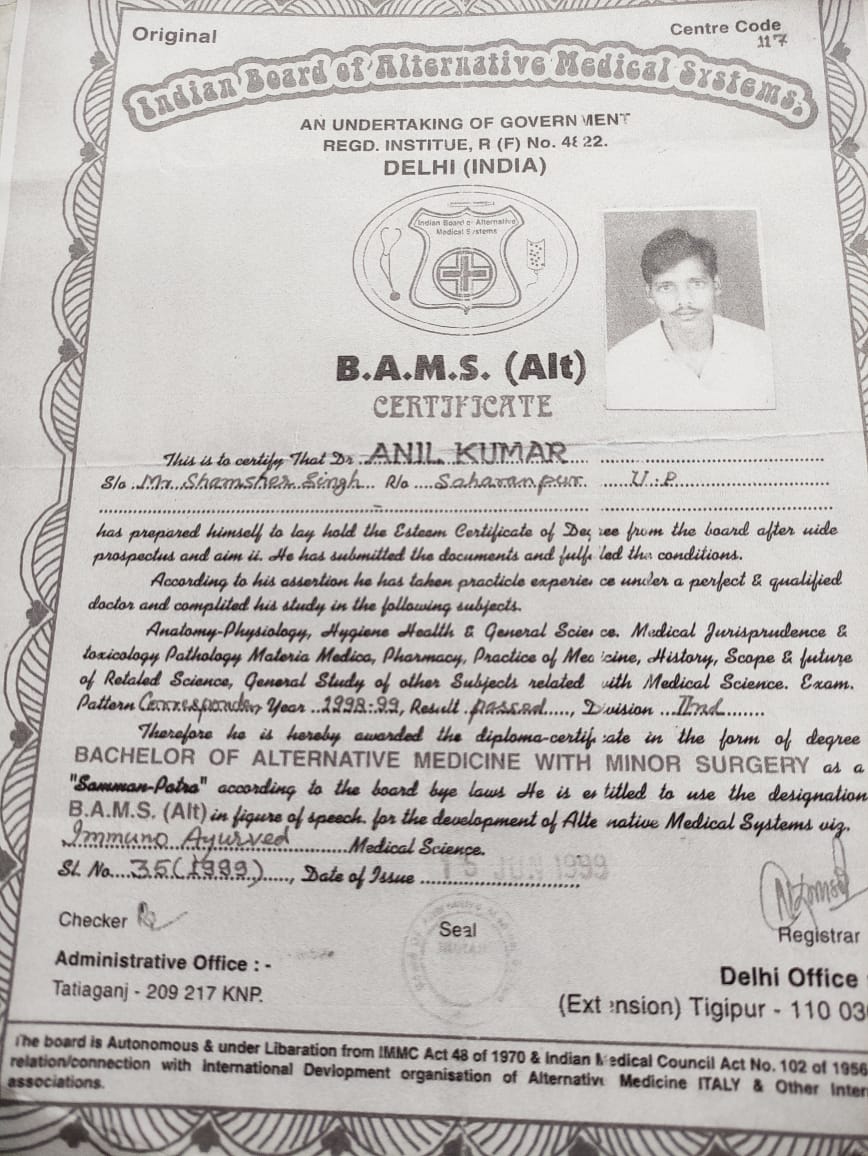 Original
Centre Code
117
Indian Board of Alternative Medical Systems.
AN UNDERTAKING OF GOVERNMENT
REGD. INSTITUE, R (F) No. 4822.
DELHI (INDIA)
Indian Board of Alternative
Medical Systems
B.A.M.S. (Alt)
CERTIFICATE
This is to certify That Dr. ANIL KUMAR
S/o Mr. Shamsher Singh R/o Saharanpur U.P
has prepared himself to lay hold the Esteem Certificate of Degree from the board after wide
prospectus and aim it. He has submitted the documents and fulfilled the conditions.
According to his assertion he has taken practicle experience under a perfect & qualified
doctor and complited his study in the following subjects.
Anatomy-Physiology, Hygiene Health & General Science. Medical Jurisprudence &
toxicology Pathology Materia Medica, Pharmacy, Practice of Medicine, History, Scope & future
of Retaled Science, General Study of other Subjects related with Medical Science. Exam.
Pattern Year 1998-99, Result passed, Division IInd
Therefore he is hereby awarded the diploma-certificate in the form of degree
BACHELOR OF ALTERNATIVE MEDICINE WITH MINOR SURGERY as a
"Samman-Patra" according to the board bye laws He is entitled to use the designation
B.A.M.S. (Alt) in figure of speech. for the development of Alternative Medical Systems viz.
Immuno Ayurved Medical Science.
Sl. No. 35(1999), Date of Issue 15 JUN 1999
Checker
Seal
Registrar
Administrative Office : -
Tatiaganj - 209 217 KNP.
Delhi Office
(Extension) Tigipur - 110 03
The board is Autonomous & under Libaration from IMMC Act 48 of 1970 & Indian Medical Council Act No. 102 of 1956
relation/connection with International Devlopment organisation of Alternative Medicine ITALY & Other Inter
associations.